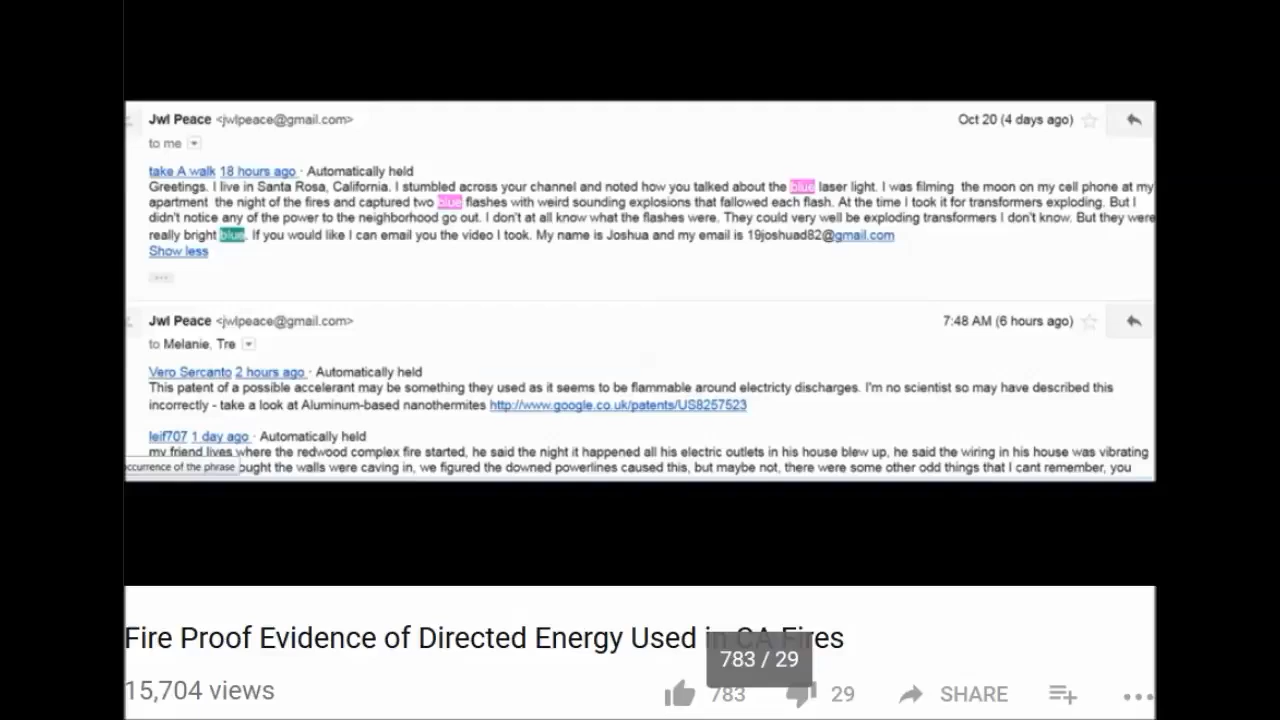 Jwl Peace <jwlpeace@gmail.com>
Oct 20 (4 days ago)
to me
take A walk 18 hours ago · Automatically held
Greetings. I live in Santa Rosa, California. I stumbled across your channel and noted how you talked about the blue laser light. I was filming the moon on my cell phone at my
apartment the night of the fires and captured two blue flashes with weird sounding explosions that fallowed each flash. At the time I took it for transformers exploding. But I
didn't notice any of the power to the neighborhood go out. I don't at all know what the flashes were. They could very well be exploding transformers I don't know. But they were
really bright blue. If you would like I can email you the video I took. My name is Joshua and my email is 19joshuad82@gmail.com
Show less
Jwl Peace <jwlpeace@gmail.com>
7:48 AM (6 hours ago)
to Melanie, Tre
Vero Sercanto 2 hours ago · Automatically held
This patent of a possible accelerant may be something they used as it seems to be flammable around electricty discharges. I'm no scientist so may have described this
incorrectly - take a look at Aluminum-based nanothermites http://www.google.co.uk/patents/US8257523
leif707 1 day ago · Automatically held
my friend lives where the redwood complex fire started, he said the night it happened all his electric outlets in his house blew up, he said the wiring in his house was vibrating
occurrence of the phrase ought the walls were caving in, we figured the downed powerlines caused this, but maybe not, there were some other odd things that I cant remember, you
Fire Proof Evidence of Directed Energy Used in CA Fires
783 / 29
15,704 views
783
29
SHARE